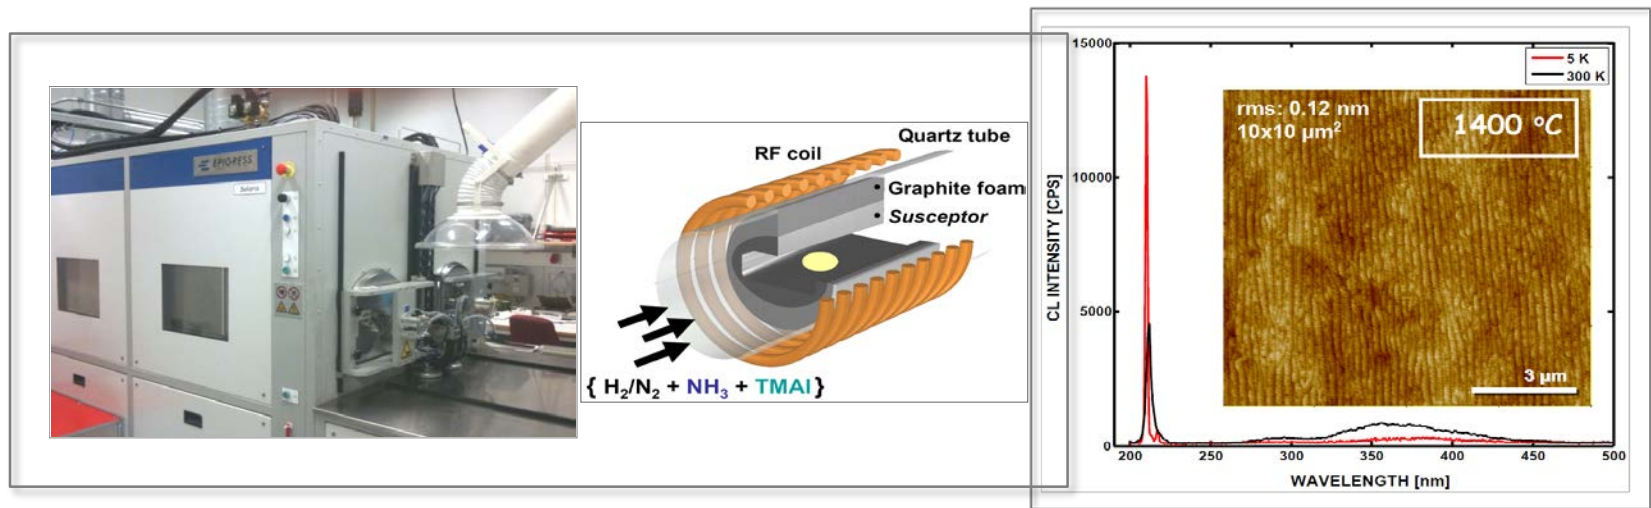 EPIGRESS
RF coil
Quartz tube
Graphite foam
Susceptor
{ H₂/N₂ + NH₃ + TMAl }
15000
10000
5000
0
CL INTENSITY [CPS]
5 K
300 K
rms: 0.12 nm
10x10 µm²
1400 °C
3 µm
200 250 300 350 400 450 500
WAVELENGTH [nm]